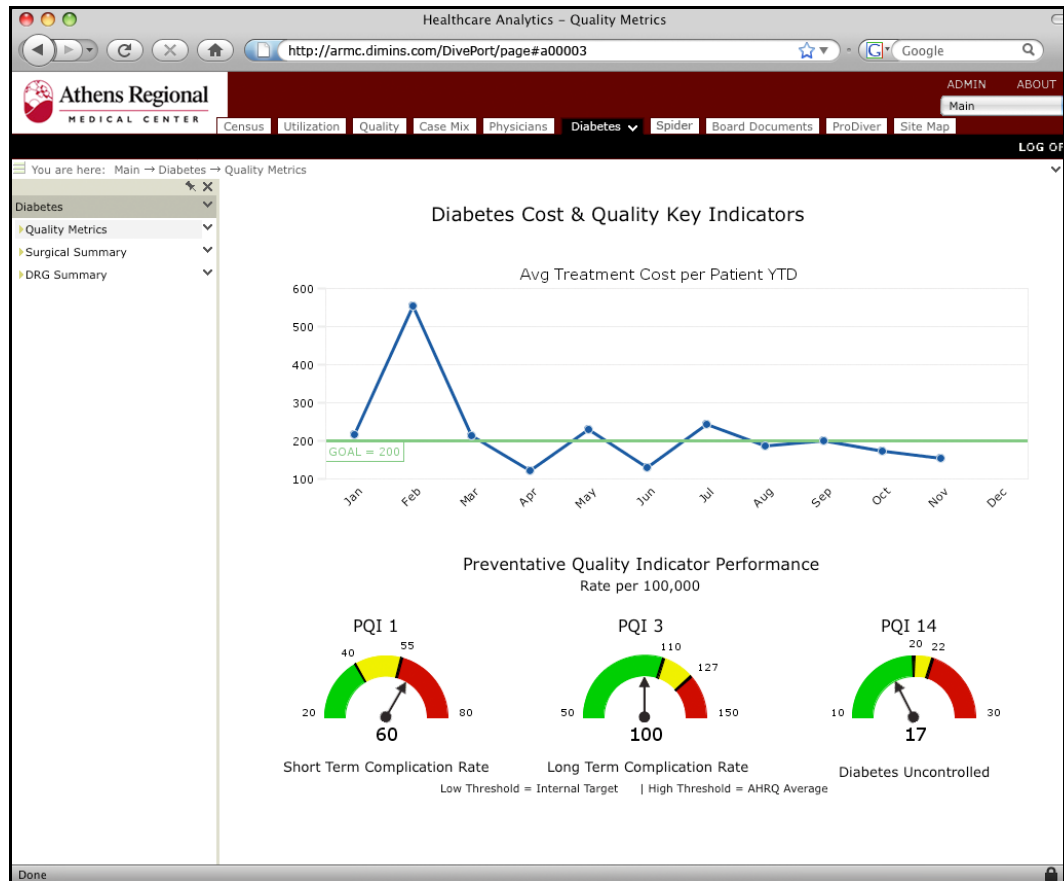 Healthcare Analytics – Quality Metrics
http://armc.dimins.com/DivePort/page#a00003
G Google
Athens Regional
MEDICAL CENTER
ADMIN ABOUT
Main
Census Utilization Quality Case Mix Physicians Diabetes Spider Board Documents ProDiver Site Map
LOG OF
You are here: Main → Diabetes → Quality Metrics
Diabetes
Quality Metrics
Surgical Summary
DRG Summary
Diabetes Cost & Quality Key Indicators
Avg Treatment Cost per Patient YTD
600
500
400
300
200
GOAL = 200
100
Jan Feb Mar Apr May Jun Jul Aug Sep Oct Nov Dec
Preventative Quality Indicator Performance
Rate per 100,000
PQI 1 PQI 3 PQI 14
40 55 110 127 20 22
20 80 50 150 10 30
60 100 17
Short Term Complication Rate Long Term Complication Rate Diabetes Uncontrolled
Low Threshold = Internal Target | High Threshold = AHRQ Average
Done